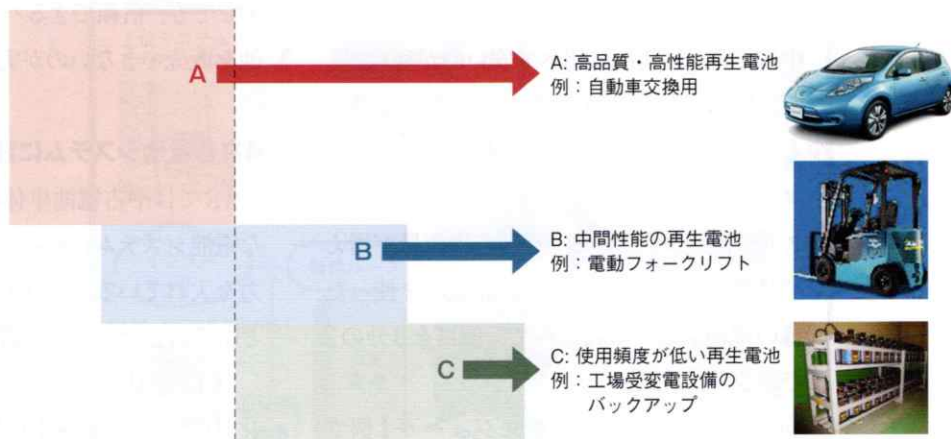 A
A: 高品質・高性能再生電池
例：自動車交換用
B
B: 中間性能の再生電池
例：電動フォークリフト
C
C: 使用頻度が低い再生電池
例：工場受変電設備の
バックアップ